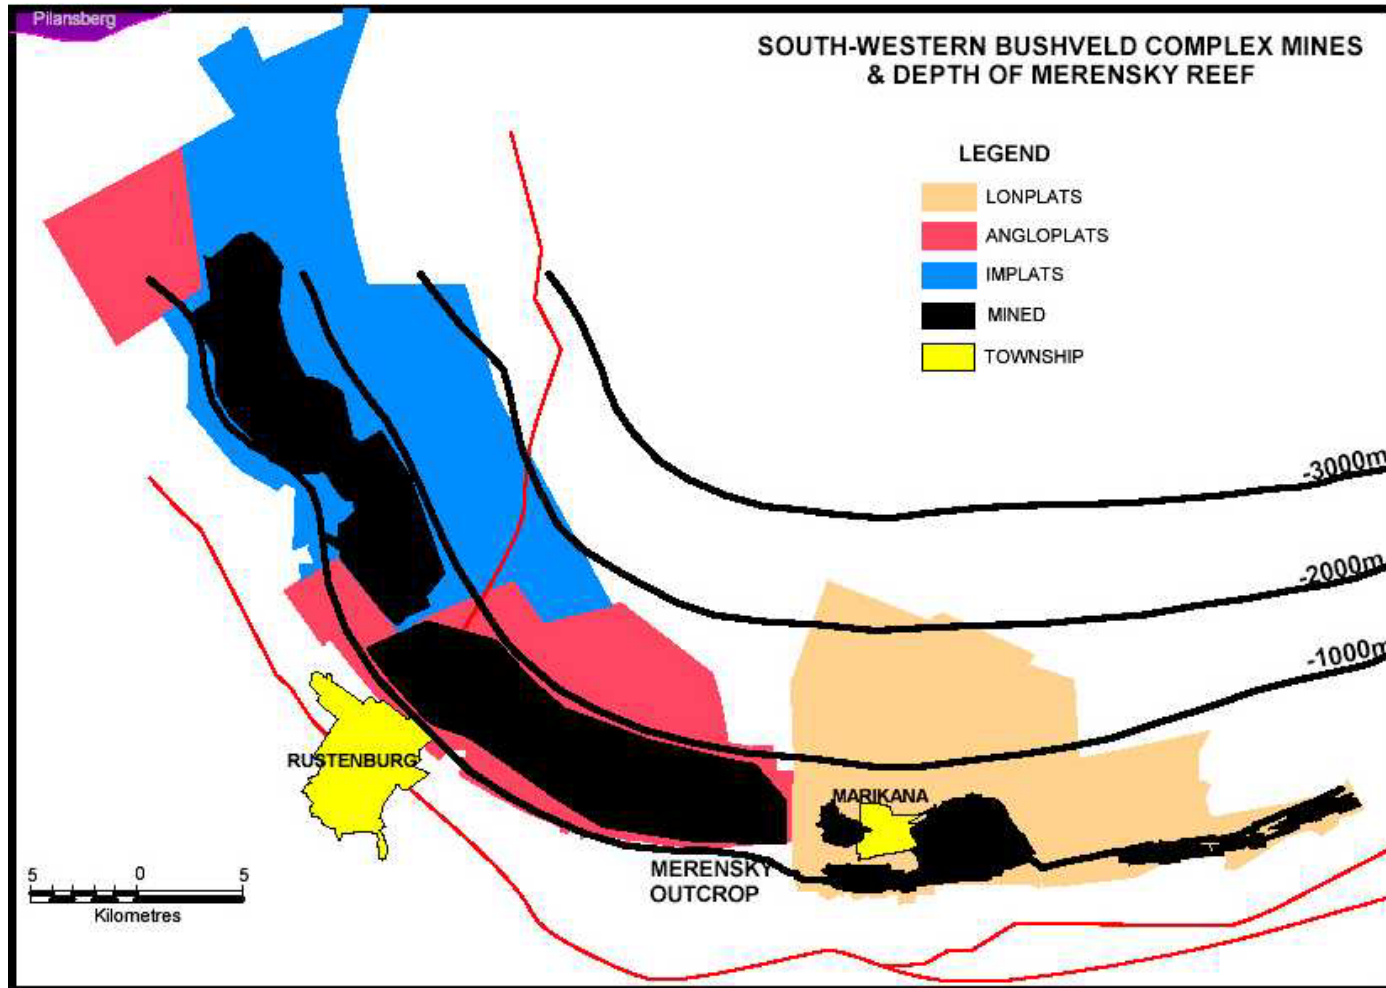 Pilansberg
SOUTH-WESTERN BUSHVELD COMPLEX MINES
& DEPTH OF MERENSKY REEF
LEGEND
LONPLATS
ANGLOPLATS
IMPLATS
MINED
TOWNSHIP
-3000m
-2000m
-1000m
RUSTENBURG
MARIKANA
MERENSKY
OUTCROP
5 0 5
Kilometres